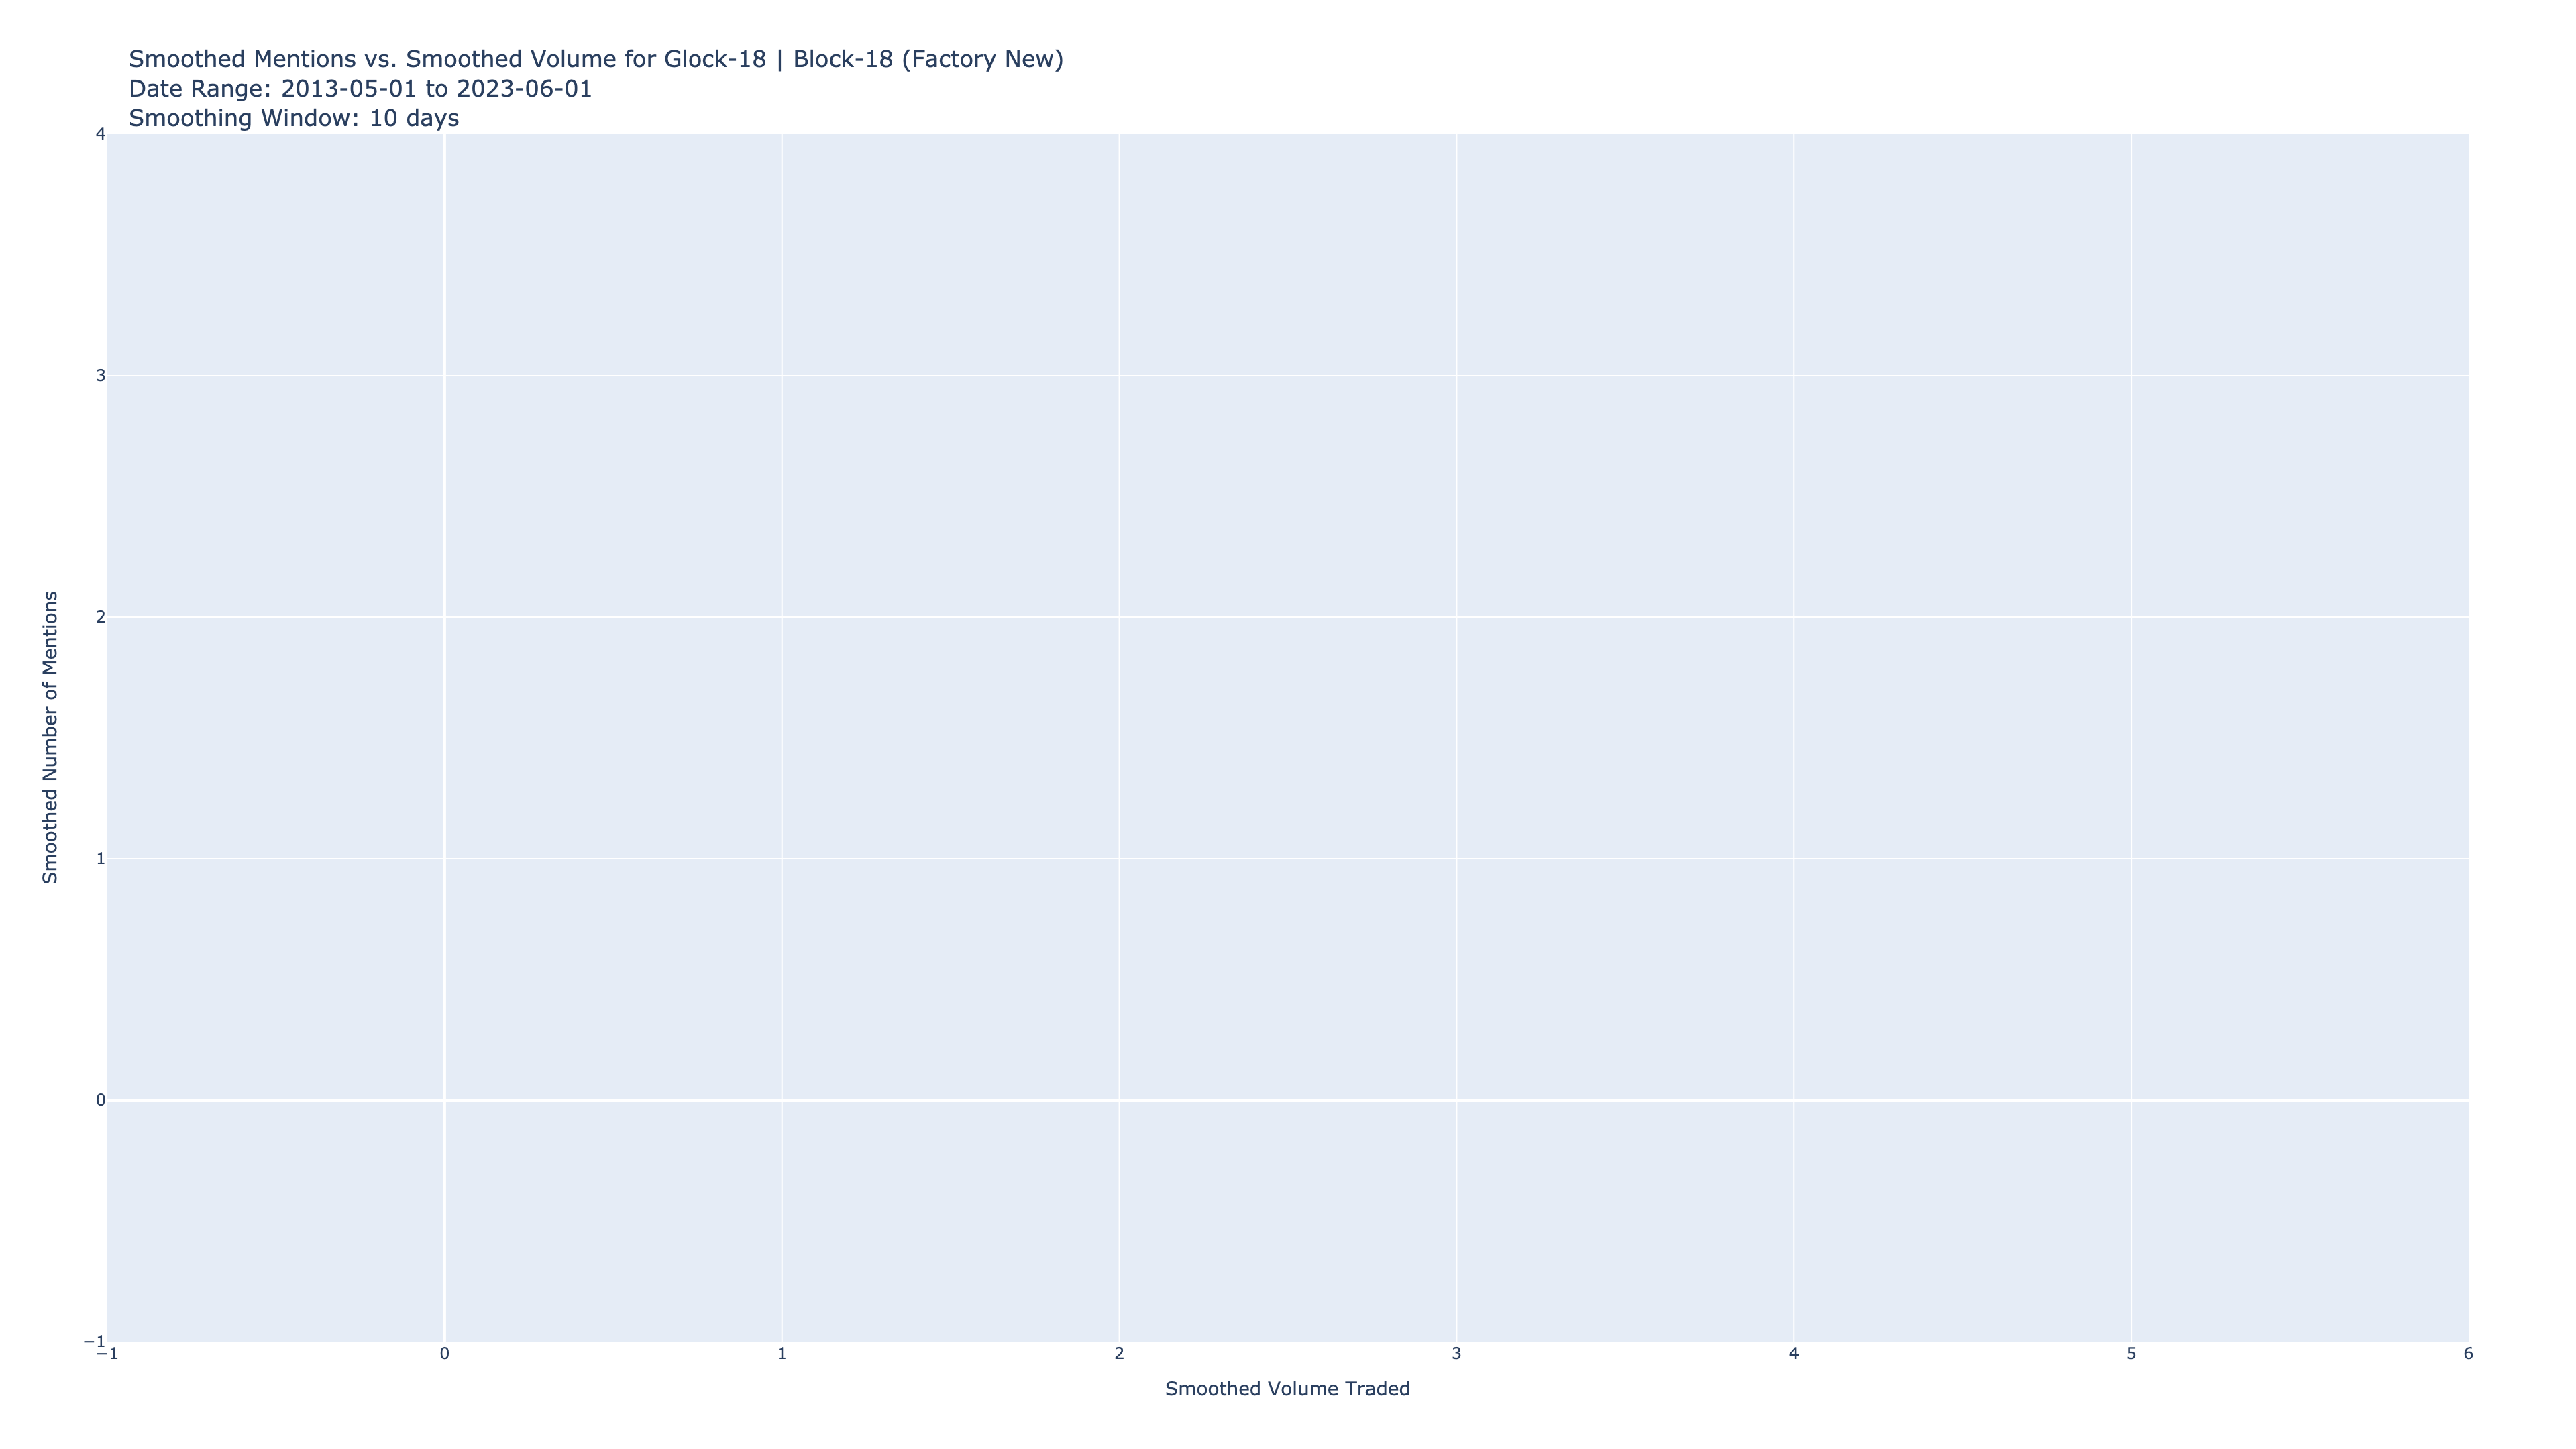 Smoothed Mentions vs. Smoothed Volume for Glock-18 | Block-18 (Factory New)
Date Range: 2013-05-01 to 2023-06-01
Smoothing Window: 10 days
4
3
2
1
0
−1
Smoothed Number of Mentions
−1 0 1 2 3 4 5 6
Smoothed Volume Traded